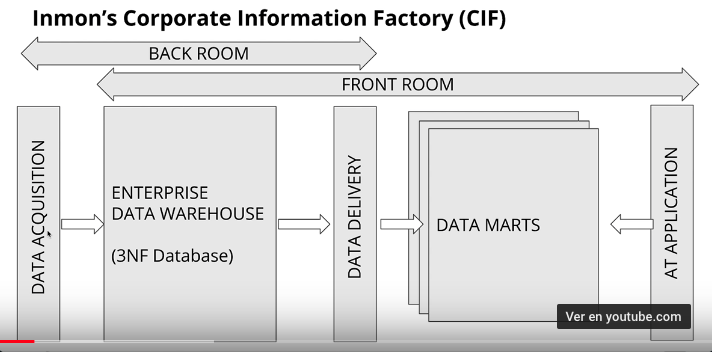 Inmon's Corporate Information Factory (CIF)
BACK ROOM
FRONT ROOM
DATA ACQUISITION
ENTERPRISE
DATA WAREHOUSE
(3NF Database)
DATA DELIVERY
DATA MARTS
AT APPLICATION
Ver en youtube.com